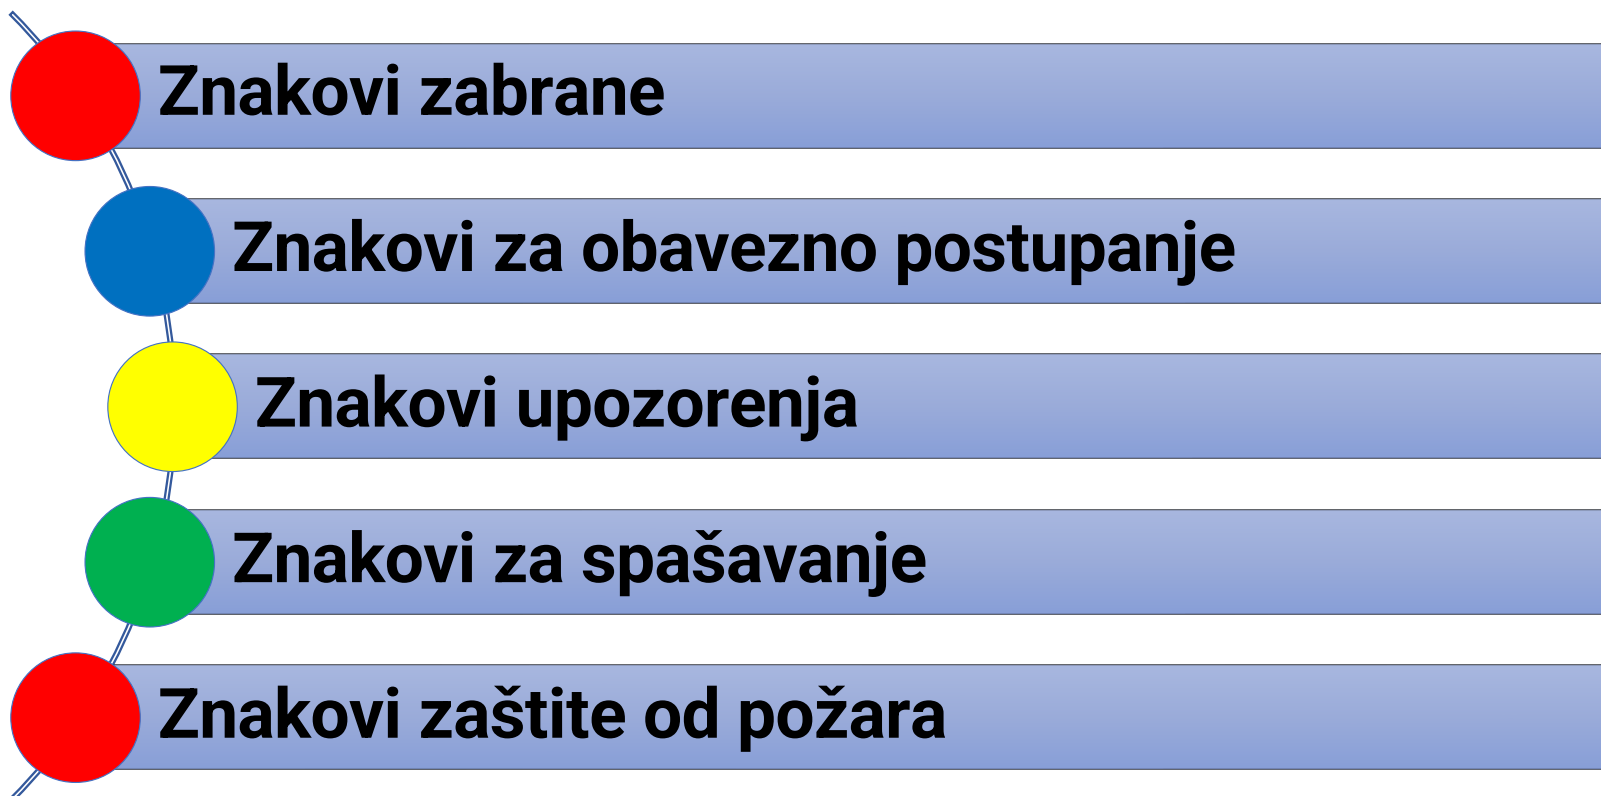 Znakovi zabrane
Znakovi za obavezno postupanje
Znakovi upozorenja
Znakovi za spašavanje
Znakovi zaštite od požara